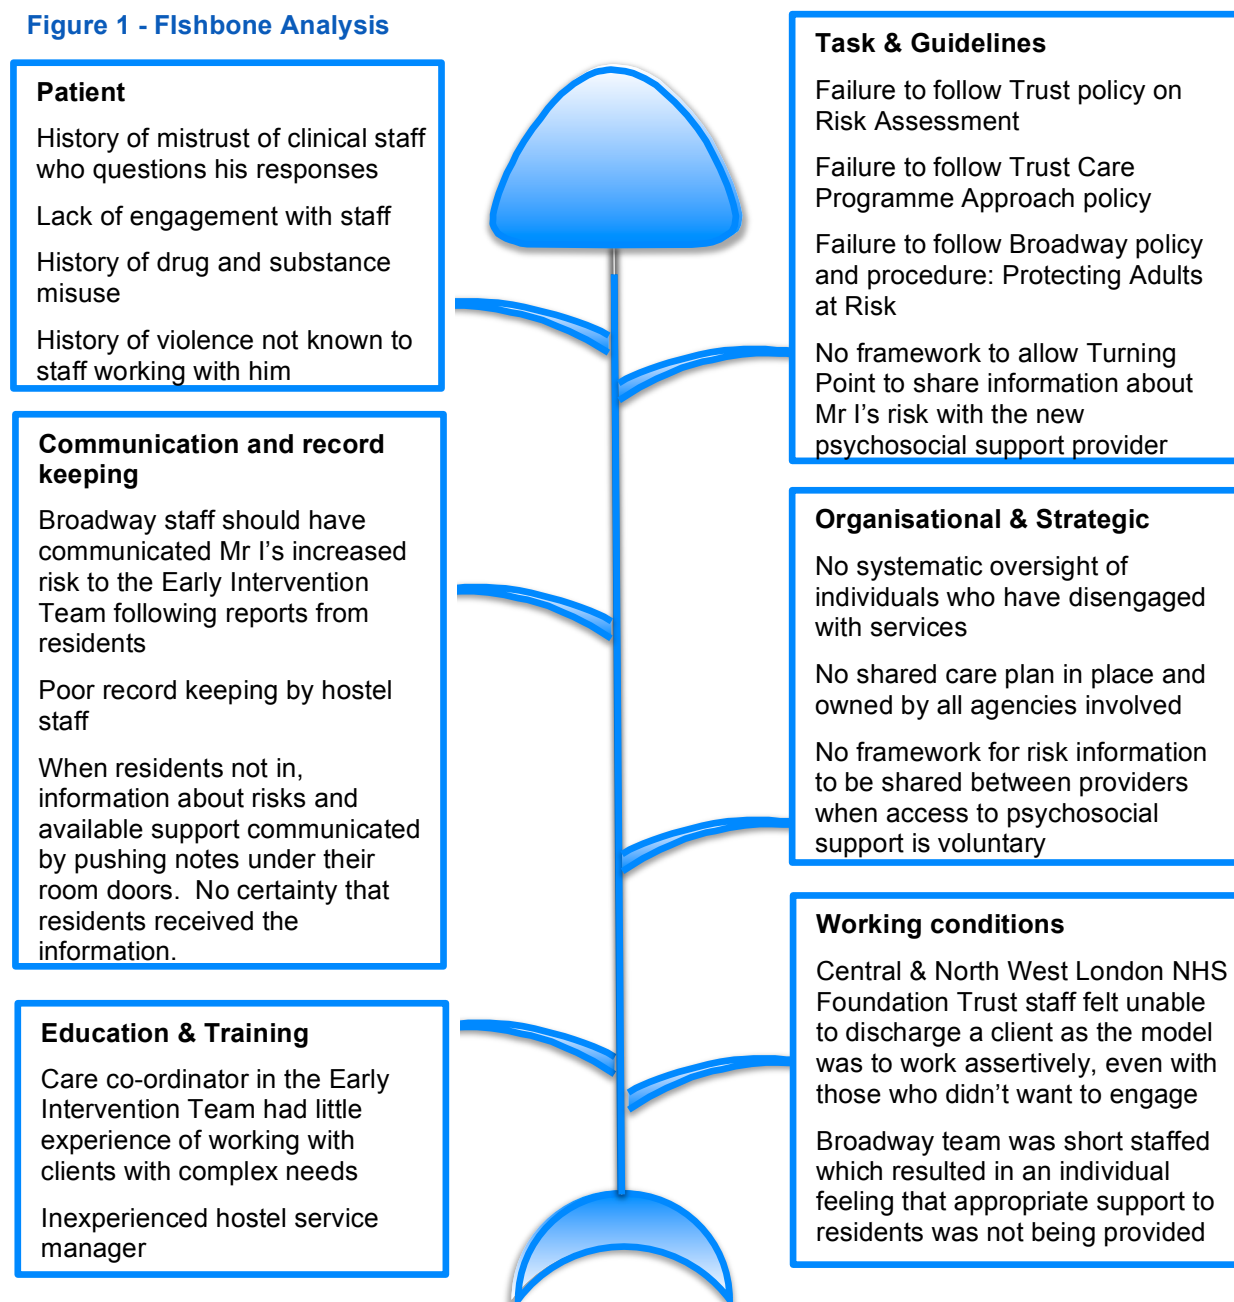 Figure 1 - FIshbone Analysis
Patient
History of mistrust of clinical staff
who questions his responses
Lack of engagement with staff
History of drug and substance
misuse
History of violence not known to
staff working with him
Communication and record
keeping
Broadway staff should have
communicated Mr I’s increased
risk to the Early Intervention
Team following reports from
residents
Poor record keeping by hostel
staff
When residents not in,
information about risks and
available support communicated
by pushing notes under their
room doors.  No certainty that
residents received the
information.
Education & Training
Care co-ordinator in the Early
Intervention Team had little
experience of working with
clients with complex needs
Inexperienced hostel service
manager
Task & Guidelines
Failure to follow Trust policy on
Risk Assessment
Failure to follow Trust Care
Programme Approach policy
Failure to follow Broadway policy
and procedure: Protecting Adults
at Risk
No framework to allow Turning
Point to share information about
Mr I’s risk with the new
psychosocial support provider
Organisational & Strategic
No systematic oversight of
individuals who have disengaged
with services
No shared care plan in place and
owned by all agencies involved
No framework for risk information
to be shared between providers
when access to psychosocial
support is voluntary
Working conditions
Central & North West London NHS
Foundation Trust staff felt unable
to discharge a client as the model
was to work assertively, even with
those who didn’t want to engage
Broadway team was short staffed
which resulted in an individual
feeling that appropriate support to
residents was not being provided